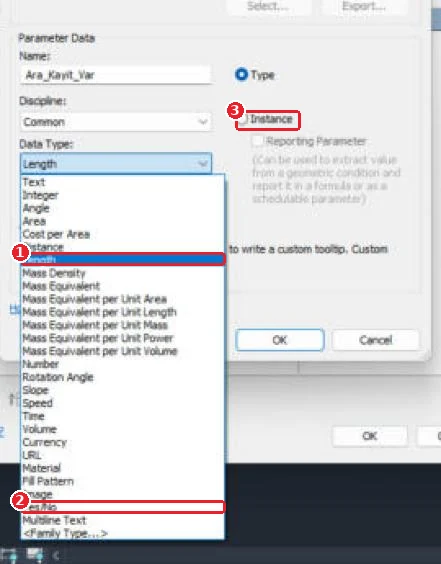 Select...
Export...
Parameter Data
Name:
Ara_Kayit_Var
Type
Discipline:
3
Common
Instance
Data Type:
Reporting Parameter
Length
(Can be used to extract value
from a geometric condition and
report it in a formula or as a
schedulable parameter)
Text
Integer
Angle
Area
Cost per Area
Distance
to write a custom tooltip. Custom
1
Length
Mass Density
Mass Equivalent
Mass Equivalent per Unit Area
Mass Equivalent per Unit Length
Mass Equivalent per Unit Mass
Mass Equivalent per Unit Power
Mass Equivalent per Unit Volume
OK
Cancel
Number
Rotation Angle
Slope
Speed
Time
Volume
Currency
OK
URL
Material
Fill Pattern
Image
2
Yes/No
Multiline Text
<Family Type...>